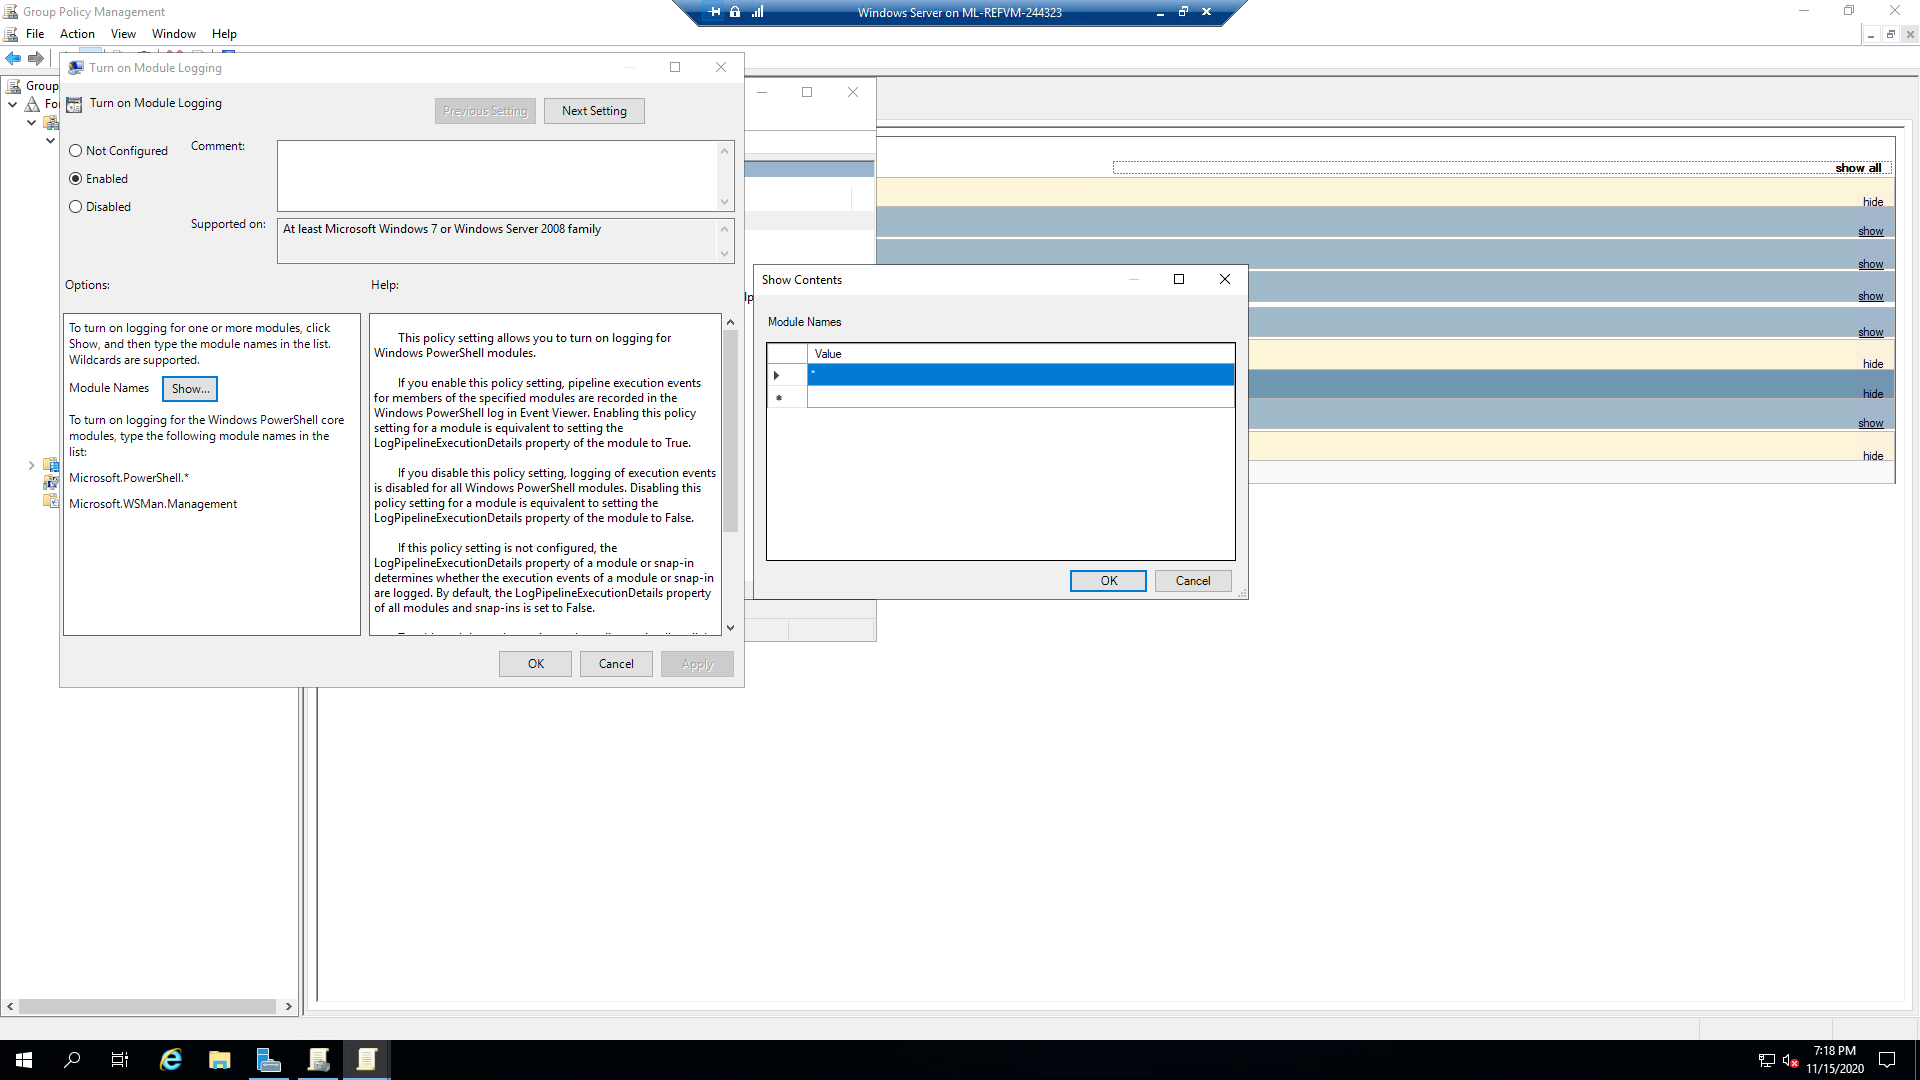 Group Policy Management
Windows Server on ML-REFVM-244323
File Action View Window Help
Turn on Module Logging
Group
Fo
Turn on Module Logging
Previous Setting
Next Setting
Not Configured
Enabled
Disabled
Comment:
Supported on:
At least Microsoft Windows 7 or Windows Server 2008 family
Options:
Help:
To turn on logging for one or more modules, click
Show, and then type the module names in the list.
Wildcards are supported.
Module Names
Show...
To turn on logging for the Windows PowerShell core
modules, type the following module names in the
list:
Microsoft.PowerShell.*
Microsoft.WSMan.Management
This policy setting allows you to turn on logging for
Windows PowerShell modules.
If you enable this policy setting, pipeline execution events
for members of the specified modules are recorded in the
Windows PowerShell log in Event Viewer. Enabling this policy
setting for a module is equivalent to setting the
LogPipelineExecutionDetails property of the module to True.
If you disable this policy setting, logging of execution events
is disabled for all Windows PowerShell modules. Disabling this
policy setting for a module is equivalent to setting the
LogPipelineExecutionDetails property of the module to False.
If this policy setting is not configured, the
LogPipelineExecutionDetails property of a module or snap-in
determines whether the execution events of a module or snap-in
are logged. By default, the LogPipelineExecutionDetails property
of all modules and snap-ins is set to False.
OK
Cancel
Apply
lp
Show Contents
Module Names
Value
*
OK
Cancel
show all
hide
show
show
show
show
hide
hide
show
hide
7:18 PM
11/15/2020